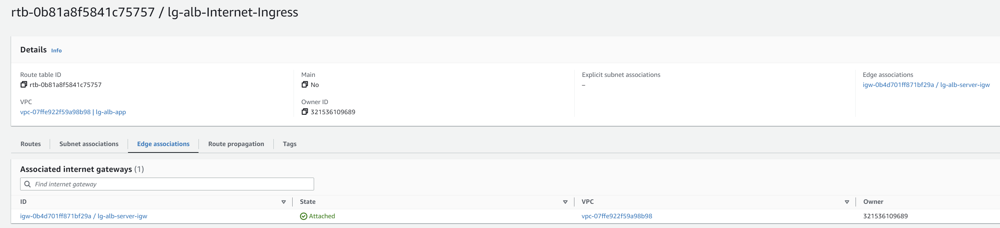 rtb-0b81a8f5841c75757 / lg-alb-Internet-Ingress
Details Info
Route table ID
rtb-0b81a8f5841c75757
Main
No
Explicit subnet associations
–
Edge associations
igw-0b4d701ff871bf29a / lg-alb-server-igw
VPC
vpc-07ffe922f59a98b98 | lg-alb-app
Owner ID
321536109689
Routes
Subnet associations
Edge associations
Route propagation
Tags
Associated internet gateways (1)
Find internet gateway
ID State VPC Owner
igw-0b4d701ff871bf29a / lg-alb-server-igw Attached vpc-07ffe922f59a98b98 321536109689